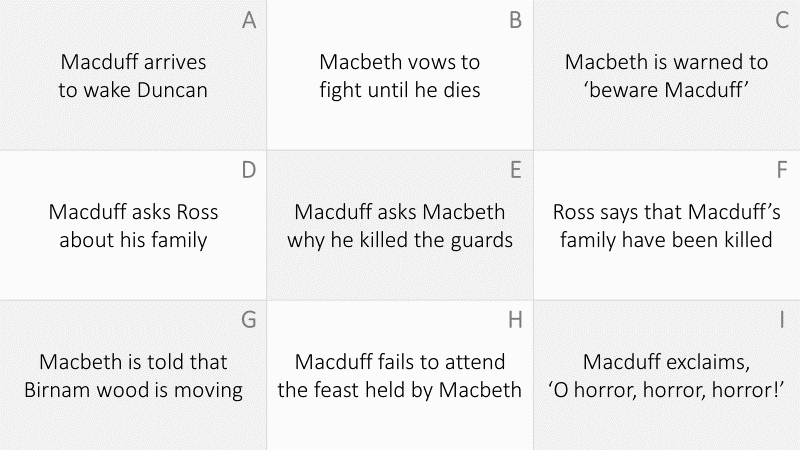 A
Macduff arrives
to wake Duncan
B
Macbeth vows to
fight until he dies
C
Macbeth is warned to
‘beware Macduff’
D
Macduff asks Ross
about his family
E
Macduff asks Macbeth
why he killed the guards
F
Ross says that Macduff’s
family have been killed
G
Macbeth is told that
Birnam wood is moving
H
Macduff fails to attend
the feast held by Macbeth
I
Macduff exclaims,
‘O horror, horror, horror!’